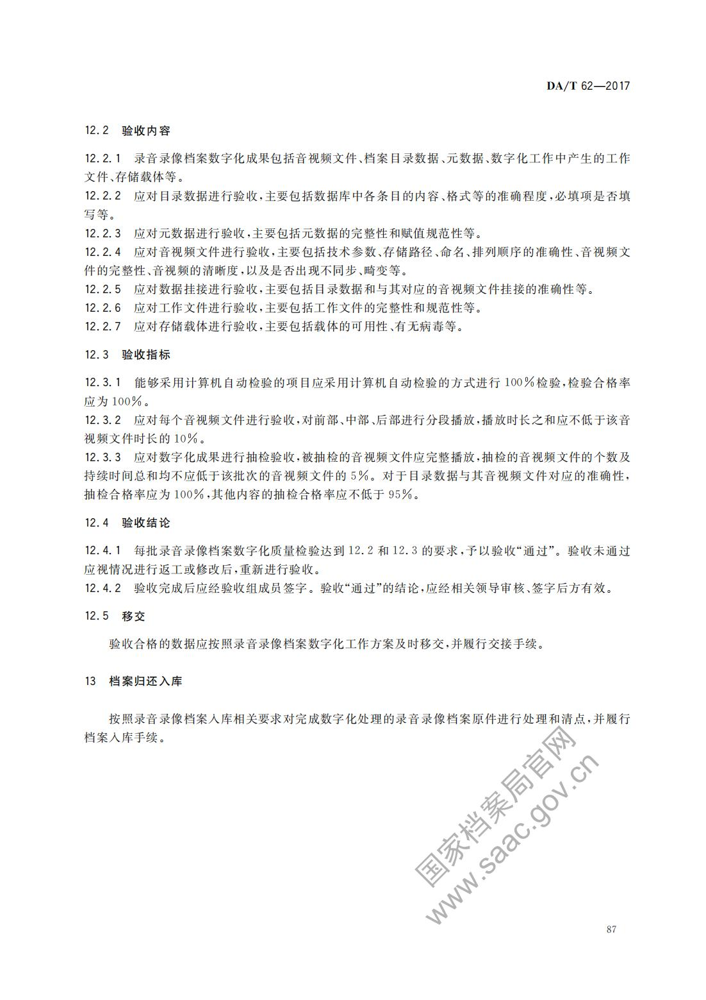 DA/T 62—2017
12.2 验收内容
12.2.1 录音录像档案数字化成果包括音视频文件、档案目录数据、元数据、数字化工作中产生的工作
文件、存储载体等。
12.2.2 应对目录数据进行验收,主要包括数据库中各条目的内容、格式等的准确程度,必填项是否填
写等。
12.2.3 应对元数据进行验收,主要包括元数据的完整性和赋值规范性等。
12.2.4 应对音视频文件进行验收,主要包括技术参数、存储路径、命名、排列顺序的准确性、音视频文
件的完整性、音视频的清晰度,以及是否出现不同步、畸变等。
12.2.5 应对数据挂接进行验收,主要包括目录数据和与其对应的音视频文件挂接的准确性等。
12.2.6 应对工作文件进行验收,主要包括工作文件的完整性和规范性等。
12.2.7 应对存储载体进行验收,主要包括载体的可用性、有无病毒等。
12.3 验收指标
12.3.1 能够采用计算机自动检验的项目应采用计算机自动检验的方式进行 100%检验,检验合格率
应为 100%。
12.3.2 应对每个音视频文件进行验收,对前部、中部、后部进行分段播放,播放时长之和应不低于该音
视频文件时长的 10%。
12.3.3 应对数字化成果进行抽检验收,被抽检的音视频文件应完整播放,抽检的音视频文件的个数及
持续时间总和均不应低于该批次的音视频文件的 5%。对于目录数据与其音视频文件对应的准确性,
抽检合格率应为 100%,其他内容的抽检合格率应不低于 95%。
12.4 验收结论
12.4.1 每批录音录像档案数字化质量检验达到 12.2 和 12.3 的要求,予以验收“通过”。验收未通过
应视情况进行返工或修改后,重新进行验收。
12.4.2 验收完成后应经验收组成员签字。验收“通过”的结论,应经相关领导审核、签字后方有效。
12.5 移交
验收合格的数据应按照录音录像档案数字化工作方案及时移交,并履行交接手续。
13 档案归还入库
按照录音录像档案入库相关要求对完成数字化处理的录音录像档案原件进行处理和清点,并履行
档案入库手续。
国家档案局官网
www.saac.gov.cn
87